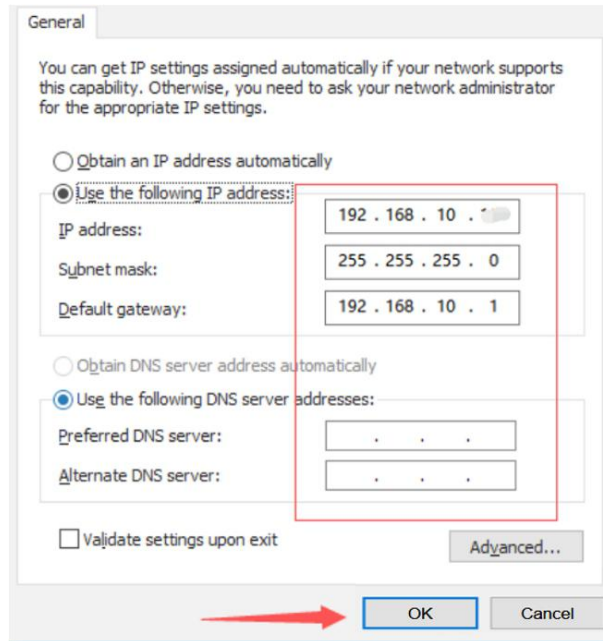 General
You can get IP settings assigned automatically if your network supports
this capability. Otherwise, you need to ask your network administrator
for the appropriate IP settings.
Obtain an IP address automatically
Use the following IP address:
IP address:
192 . 168 . 10 .
Subnet mask:
255 . 255 . 255 . 0
Default gateway:
192 . 168 . 10 . 1
Obtain DNS server address automatically
Use the following DNS server addresses:
Preferred DNS server:
. . .
Alternate DNS server:
. . .
Validate settings upon exit
Advanced...
OK
Cancel